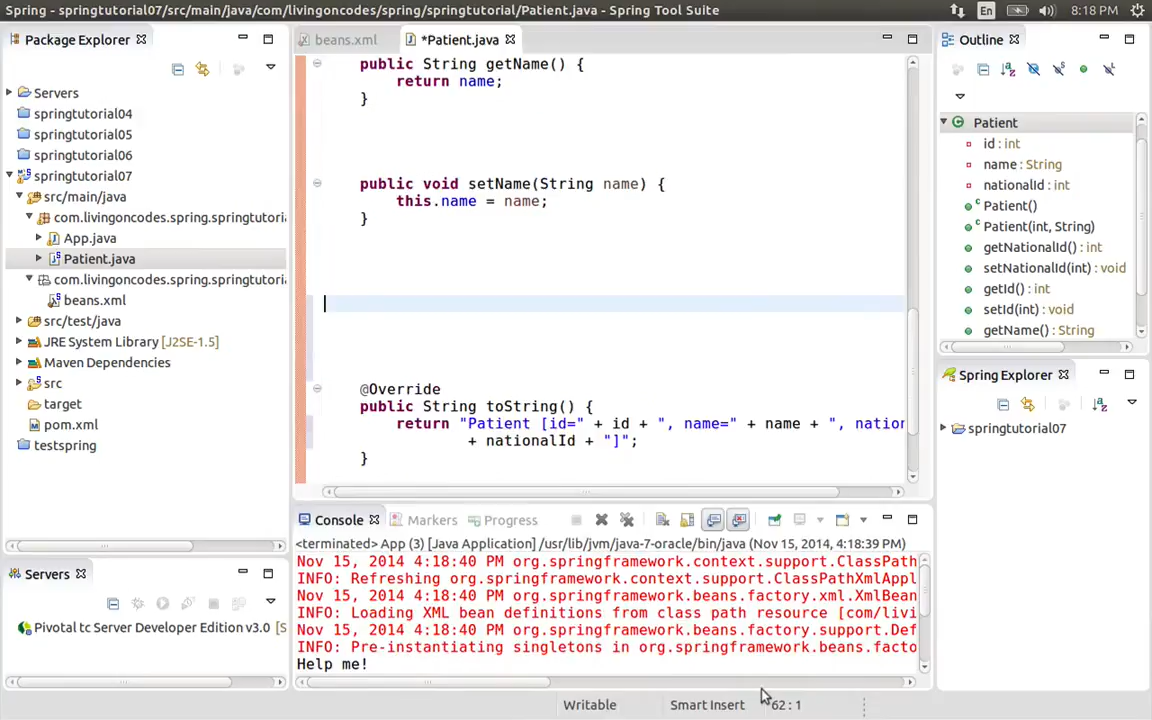 Spring - springtutorial07/src/main/java/com/livingoncodes/spring/springtutorial/Patient.java - Spring Tool Suite
En
8:18 PM
Package Explorer
Servers
springtutorial04
springtutorial05
springtutorial06
springtutorial07
src/main/java
com.livingoncodes.spring.springtutoria
App.java
Patient.java
com.livingoncodes.spring.springtutoria
beans.xml
src/test/java
JRE System Library [J2SE-1.5]
Maven Dependencies
src
target
pom.xml
testspring
Servers
Pivotal tc Server Developer Edition v3.0 [S
beans.xml
*Patient.java
public String getName() {
return name;
}
public void setName(String name) {
this.name = name;
}
@Override
public String toString() {
return "Patient [id=" + id + ", name=" + name + ", nation
+ nationalId + "]";
}
Console
Markers
Progress
<terminated> App (3) [Java Application] /usr/lib/jvm/java-7-oracle/bin/java (Nov 15, 2014, 4:18:39 PM)
Nov 15, 2014 4:18:40 PM org.springframework.context.support.ClassPath
INFO: Refreshing org.springframework.context.support.ClassPathXmlAppl
Nov 15, 2014 4:18:40 PM org.springframework.beans.factory.xml.XmlBean
INFO: Loading XML bean definitions from class path resource [com/livi
Nov 15, 2014 4:18:40 PM org.springframework.beans.factory.support.Def
INFO: Pre-instantiating singletons in org.springframework.beans.facto
Help me!
Writable
Smart Insert
62 : 1
Outline
Patient
id : int
name : String
nationalId : int
Patient()
Patient(int, String)
getNationalId() : int
setNationalId(int) : void
getId() : int
setId(int) : void
getName() : String
Spring Explorer
springtutorial07